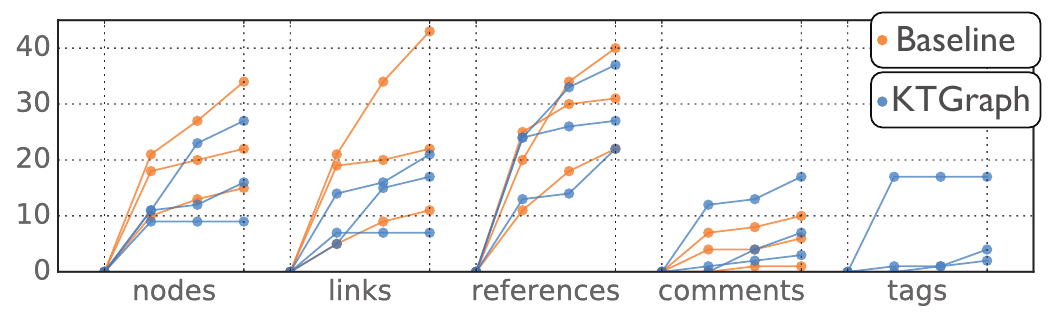 40
30
20
10
0
Baseline
KTGraph
nodes
links
references
comments
tags